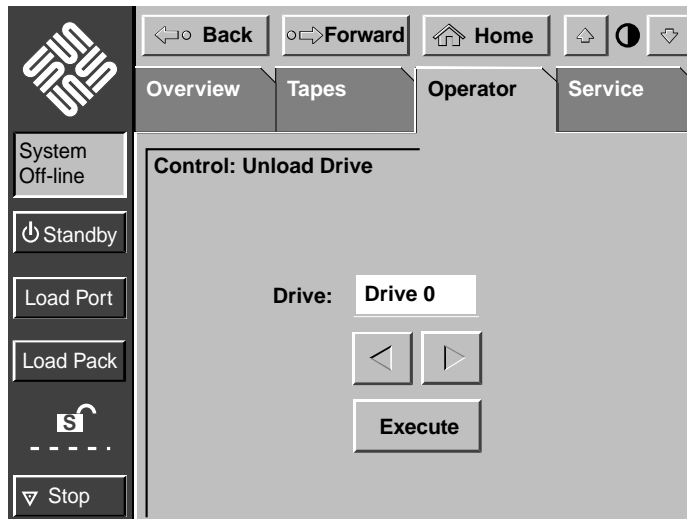 Back Forward Home
Overview Tapes Operator Service
System
Off-line
Standby
Load Port
Load Pack
S
Stop
Control: Unload Drive
Drive: Drive 0
Execute